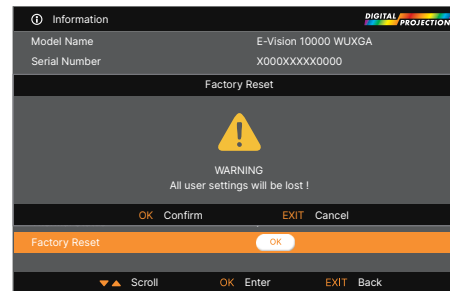 Information
DIGITAL PROJECTION
Model Name E-Vision 10000 WUXGA
Serial Number X000XXXXX0000
Factory Reset
WARNING
All user settings will be lost !
OK Confirm EXIT Cancel
Factory Reset OK
Scroll OK Enter EXIT Back